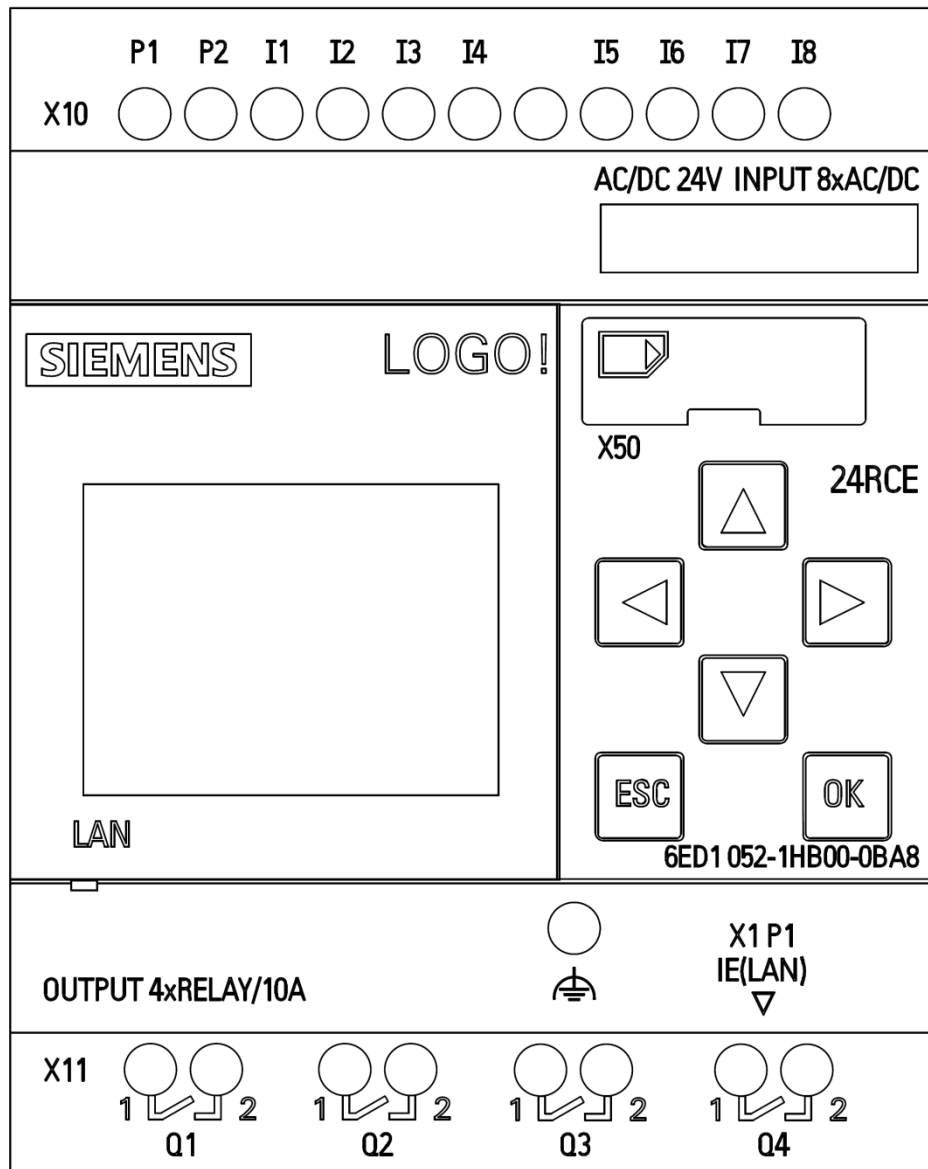 P1 P2 I1 I2 I3 I4 I5 I6 I7 I8
X10
AC/DC 24V INPUT 8xAC/DC
SIEMENS LOGO!
X50
24RCE
ESC OK
LAN
6ED1 052-1HB00-0BA8
X1 P1
IE(LAN)
OUTPUT 4xRELAY/10A
X11
1 2 1 2 1 2 1 2
Q1 Q2 Q3 Q4